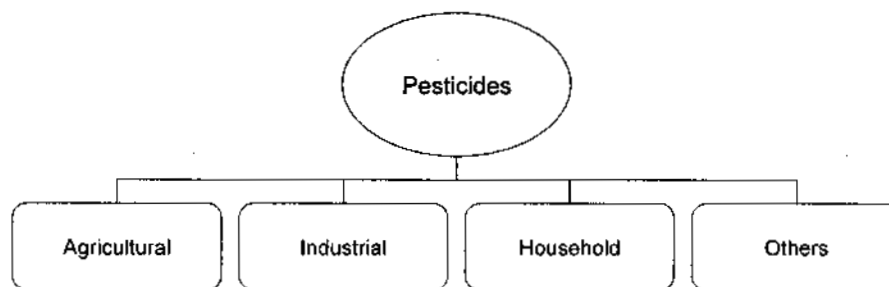 Pesticides
Agricultural
Industrial
Household
Others